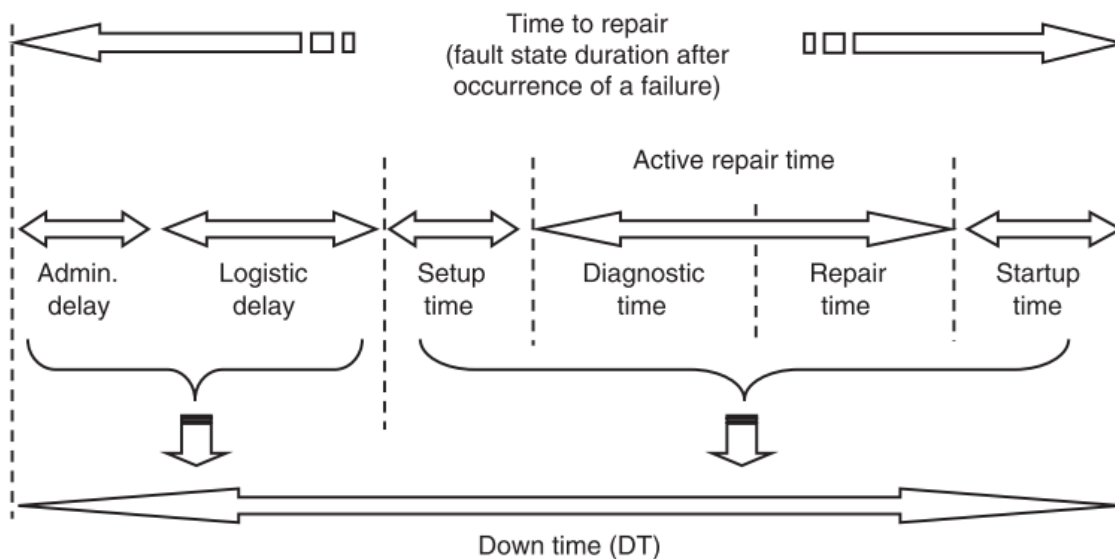 Time to repair
(fault state duration after
occurrence of a failure)
Active repair time
Admin.
delay
Logistic
delay
Setup
time
Diagnostic
time
Repair
time
Startup
time
Down time (DT)